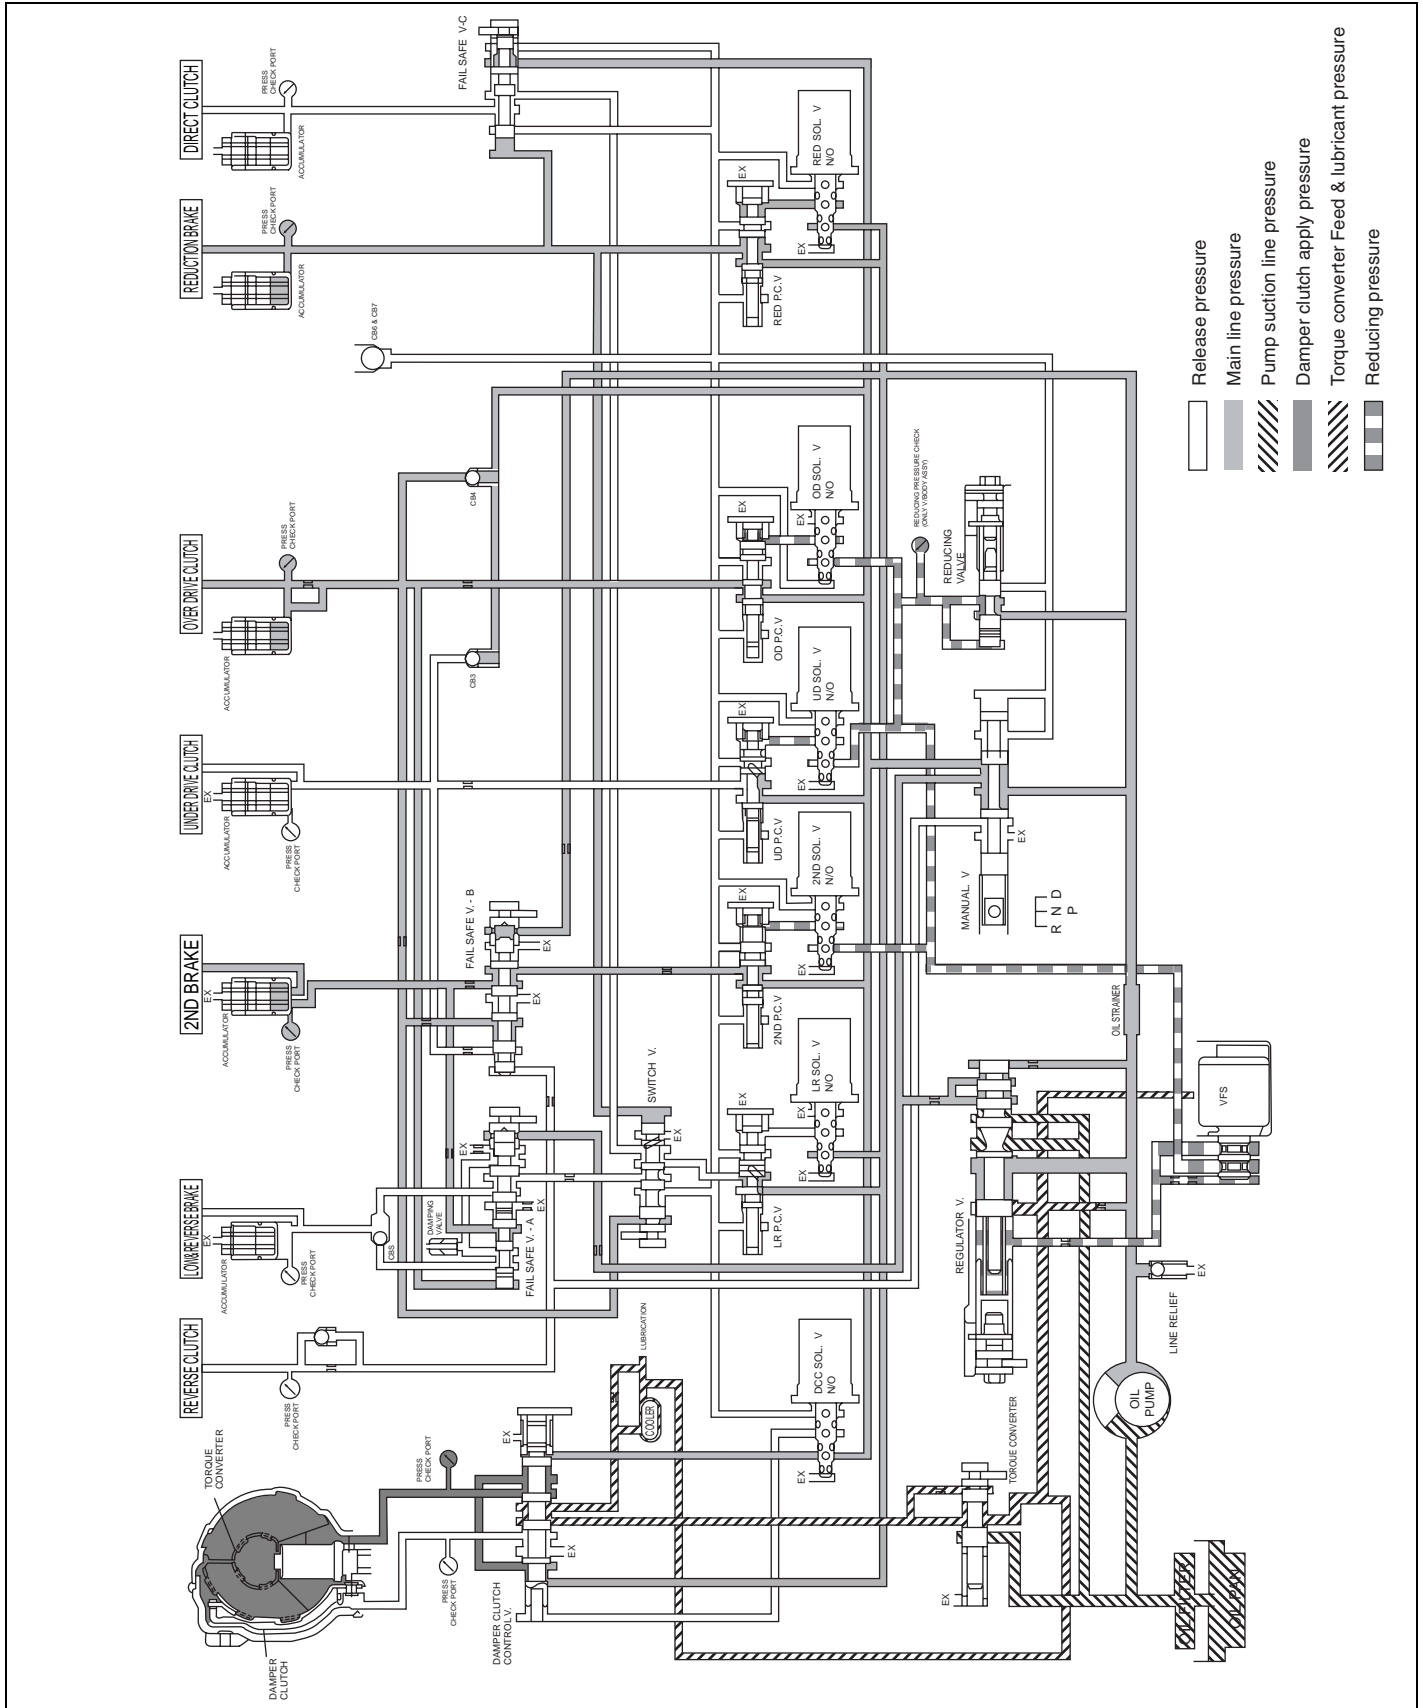 DIRECT CLUTCH
PRESS
CHECK PORT
ACCUMULATOR
FAIL SAFE V-C
REDUCTION BRAKE
PRESS
CHECK PORT
ACCUMULATOR
RED SOL. V
N/O
EX
EX
RED P.C.V
CB6 & CB7
OVER DRIVE CLUTCH
PRESS
CHECK PORT
ACCUMULATOR
CB4
CB3
OD SOL. V
N/O
EX
EX
OD P.C.V
REDUCING PRESSURE CHECK
(ONLY V/BODY ASSY)
REDUCING
VALVE
UNDER DRIVE CLUTCH
EX
ACCUMULATOR
PRESS
CHECK PORT
UD SOL. V
N/O
EX
EX
UD P.C.V
MANUAL. V
EX
R N D
P
2ND BRAKE
EX
ACCUMULATOR
PRESS
CHECK PORT
FAIL SAFE V. - B
EX
EX
2ND SOL. V
N/O
EX
EX
2ND P.C.V
OIL STRAINER
SWITCH V.
EX
LR SOL. V
N/O
EX
EX
EX
LR P.C.V
VFS
LOW&REVERSE BRAKE
EX
ACCUMULATOR
PRESS
CHECK PORT
CBS
DAMPING
VALVE
EX
EX
FAIL SAFE V. - A
REGULATOR V.
LINE RELIEF
EX
REVERSE CLUTCH
PRESS
CHECK PORT
LUBRICATION
COOLER
DCC SOL. V
N/O
EX
OIL
PUMP
TORQUE CONVERTER
EX
TORQUE
CONVERTER
PRESS
CHECK PORT
PRESS
CHECK PORT
EX
EX
DAMPER CLUTCH
CONTROL V.
DAMPER
CLUTCH
OIL FILTER
OIL PAN
Release pressure
Main line pressure
Pump suction line pressure
Damper clutch apply pressure
Torque converter Feed & lubricant pressure
Reducing pressure